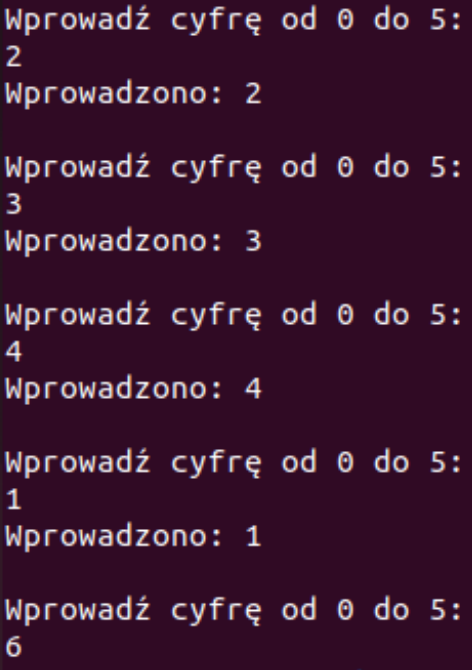 Wprowadź cyfrę od 0 do 5:
2
Wprowadzono: 2
Wprowadź cyfrę od 0 do 5:
3
Wprowadzono: 3
Wprowadź cyfrę od 0 do 5:
4
Wprowadzono: 4
Wprowadź cyfrę od 0 do 5:
1
Wprowadzono: 1
Wprowadź cyfrę od 0 do 5:
6